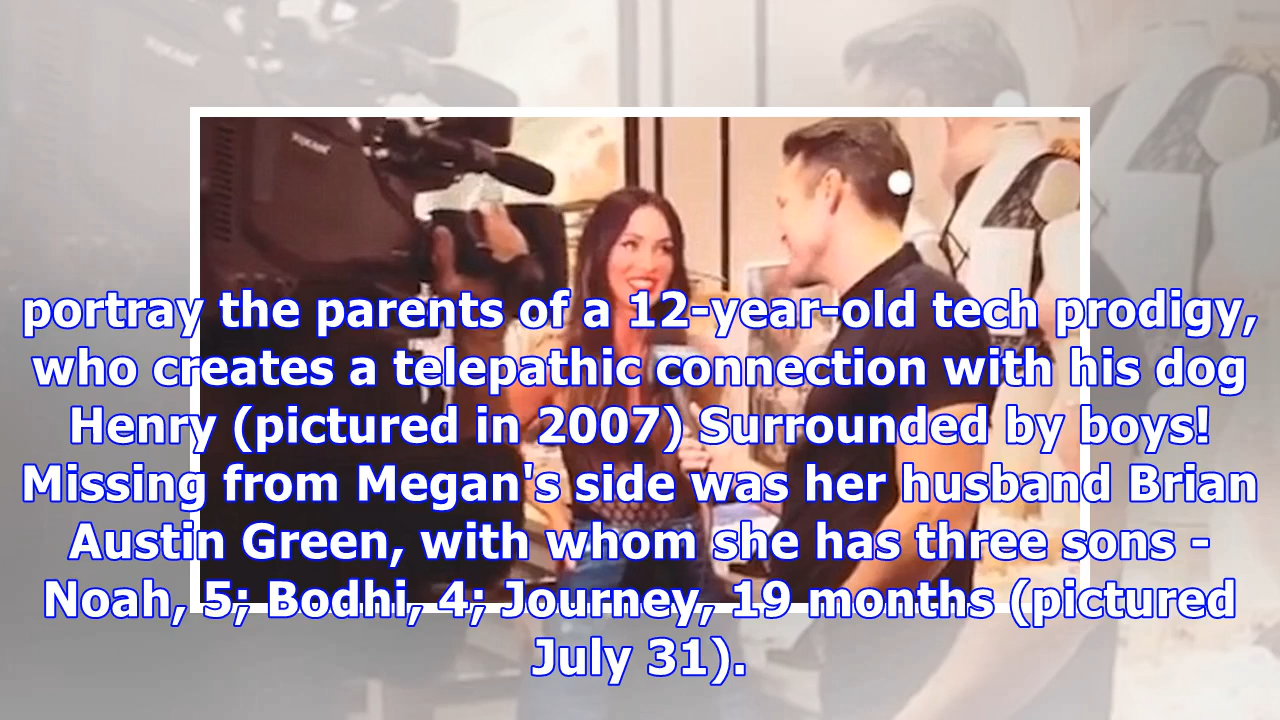 portray the parents of a 12-year-old tech prodigy,
who creates a telepathic connection with his dog
Henry (pictured in 2007) Surrounded by boys!
Missing from Megan's side was her husband Brian
Austin Green, with whom she has three sons -
Noah, 5; Bodhi, 4; Journey, 19 months (pictured
July 31).